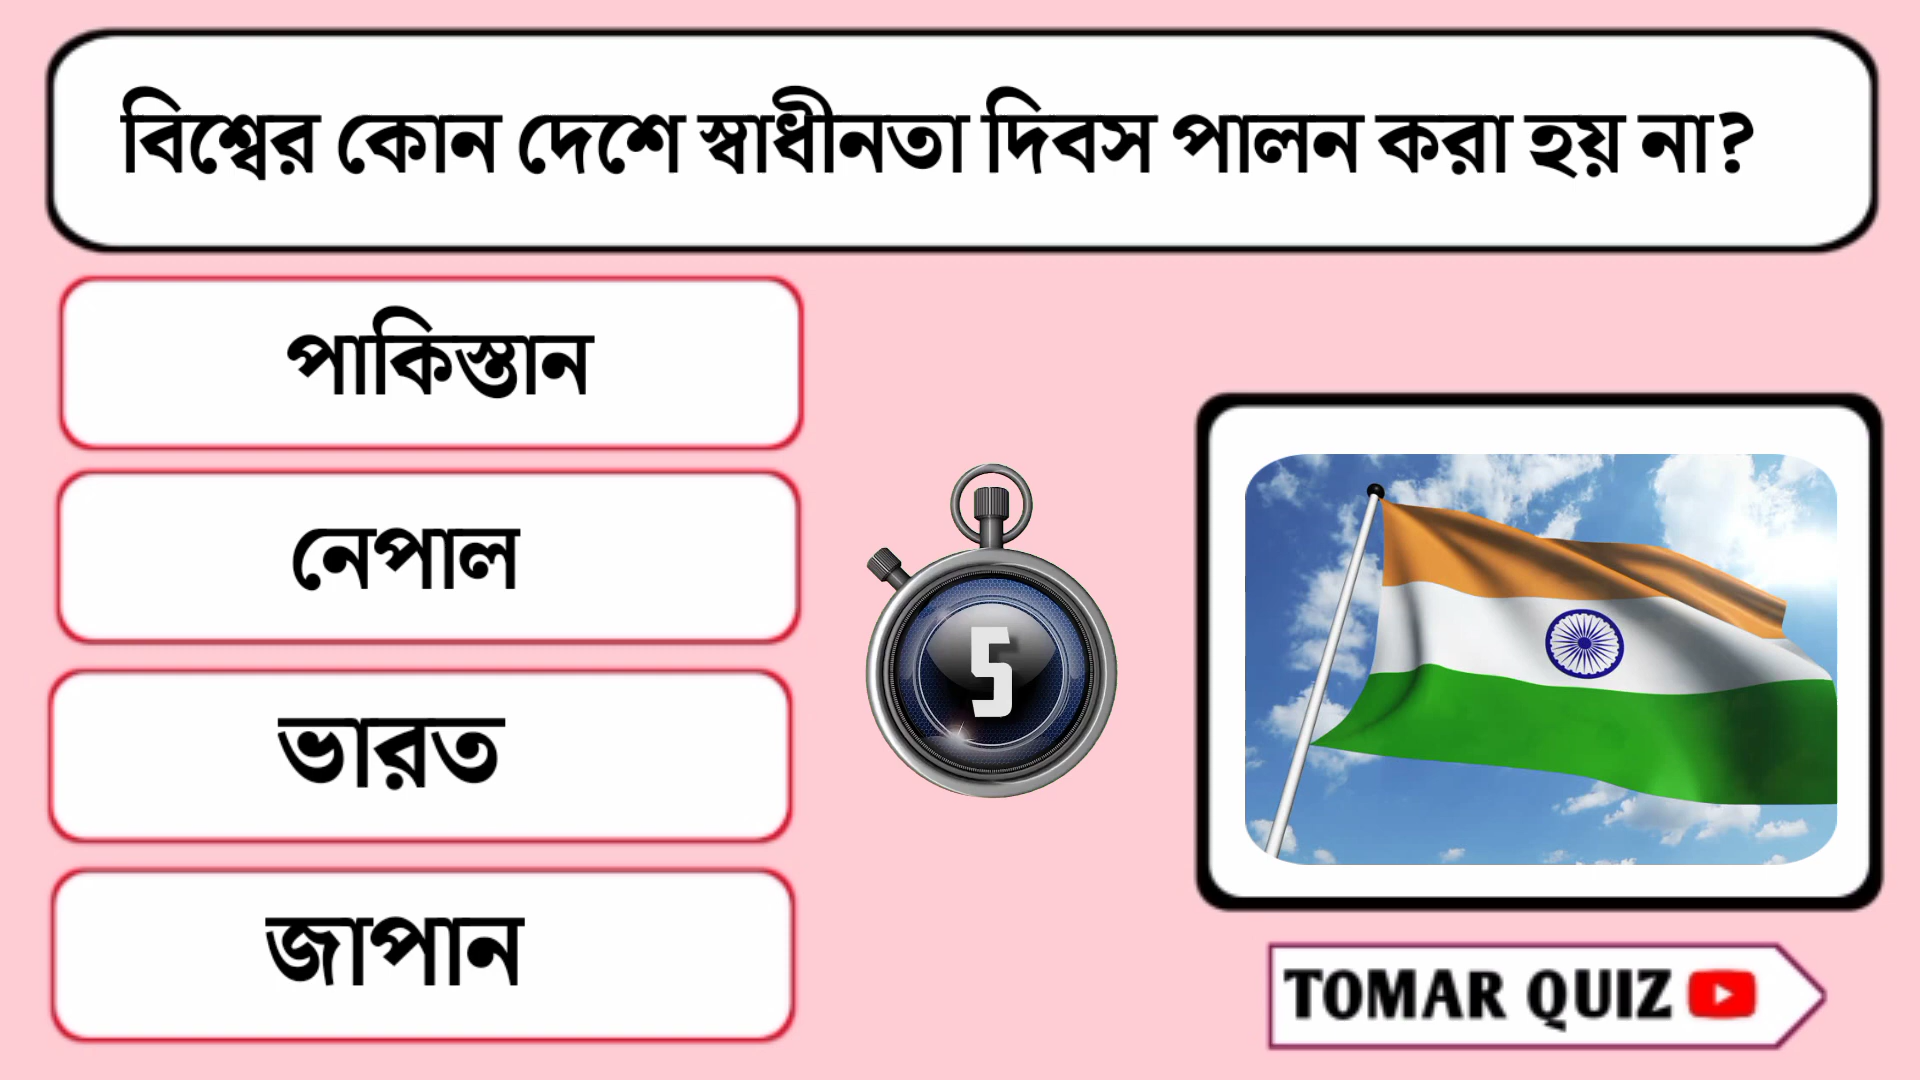 বিশ্বের কোন দেশে স্বাধীনতা দিবস পালন করা হয় না?
পাকিস্তান
নেপাল
ভারত
জাপান
5
TOMAR QUIZ